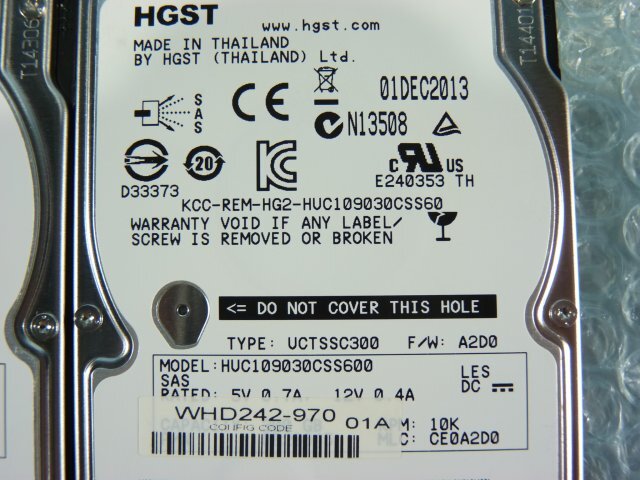 HGST www.hgst.com
MADE IN THAILAND
BY HGST (THAILAND) Ltd.
01DEC2013
SAS
CE
N13508
20
D33373
c RU US
E240353 TH
KCC-REM-HG2-HUC109030CSS60
WARRANTY VOID IF ANY LABEL/
SCREW IS REMOVED OR BROKEN
<= DO NOT COVER THIS HOLE
TYPE: UCTSSC300 F/W: A2D0
MODEL: HUC109030CSS600
SAS
RATED: 5V 0.7A 12V 0.4A
LES
DC
WHD242-970 01A
CONFIG CODE
: 10K
MLC: CE0A2D0